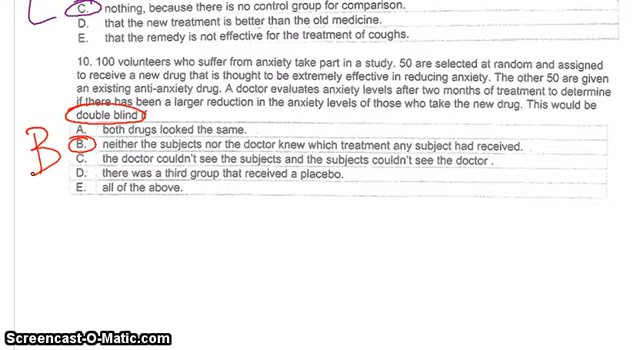 C. nothing, because there is no control group for comparison.
D. that the new treatment is better than the old medicine.
E. that the remedy is not effective for the treatment of coughs.
10. 100 volunteers who suffer from anxiety take part in a study. 50 are selected at random and assigned
to receive a new drug that is thought to be extremely effective in reducing anxiety. The other 50 are given
an existing anti-anxiety drug. A doctor evaluates anxiety levels after two months of treatment to determine
if there has been a larger reduction in the anxiety levels of those who take the new drug. This would be
double blind if
A. both drugs looked the same.
B B. neither the subjects nor the doctor knew which treatment any subject had received.
C. the doctor couldn't see the subjects and the subjects couldn't see the doctor .
D. there was a third group that received a placebo.
E. all of the above.
Screencast-O-Matic.com